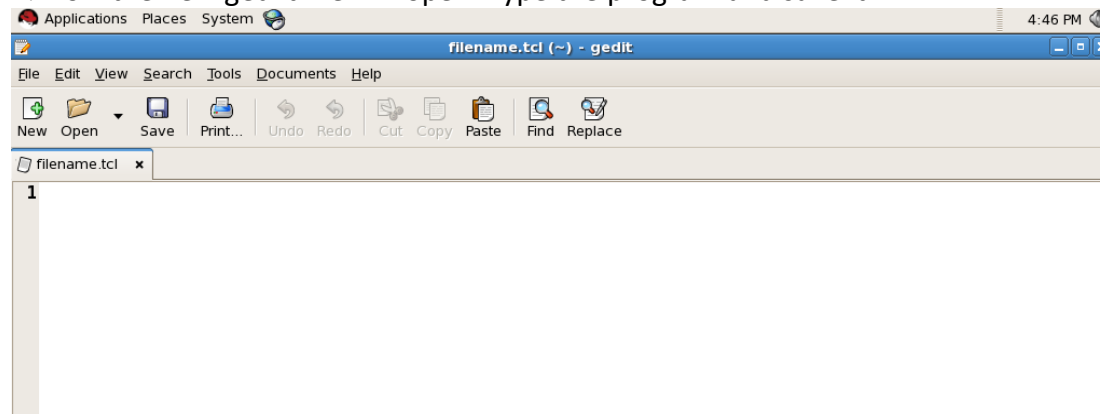 Applications Places System 4:46 PM
filename.tcl (~) - gedit
File Edit View Search Tools Documents Help
New Open Save Print... Undo Redo Cut Copy Paste Find Replace
filename.tcl
1